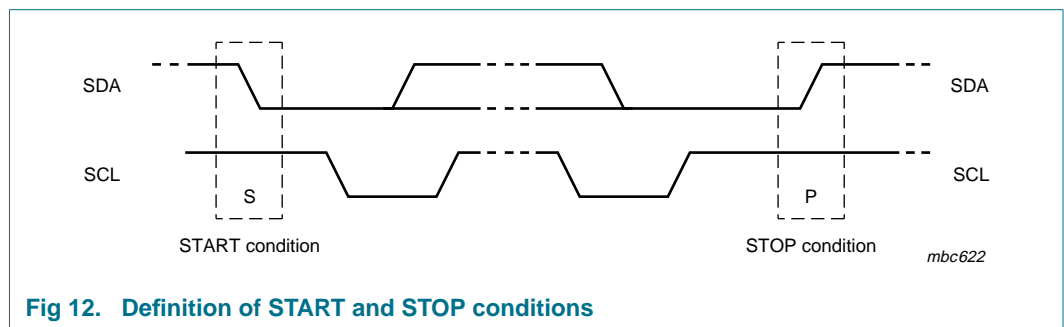 SDA SDA
SCL SCL
S P
START condition STOP condition
mbc622
Fig 12. Definition of START and STOP conditions